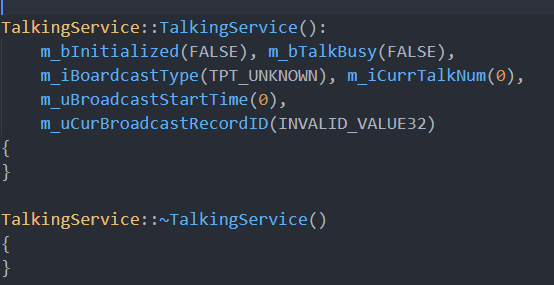 TalkingService::TalkingService():
    m_bInitialized(FALSE), m_bTalkBusy(FALSE),
    m_iBoardcastType(TPT_UNKNOWN), m_iCurrTalkNum(0),
    m_uBroadcastStartTime(0),
    m_uCurBroadcastRecordID(INVALID_VALUE32)
{
}
TalkingService::~TalkingService()
{
}